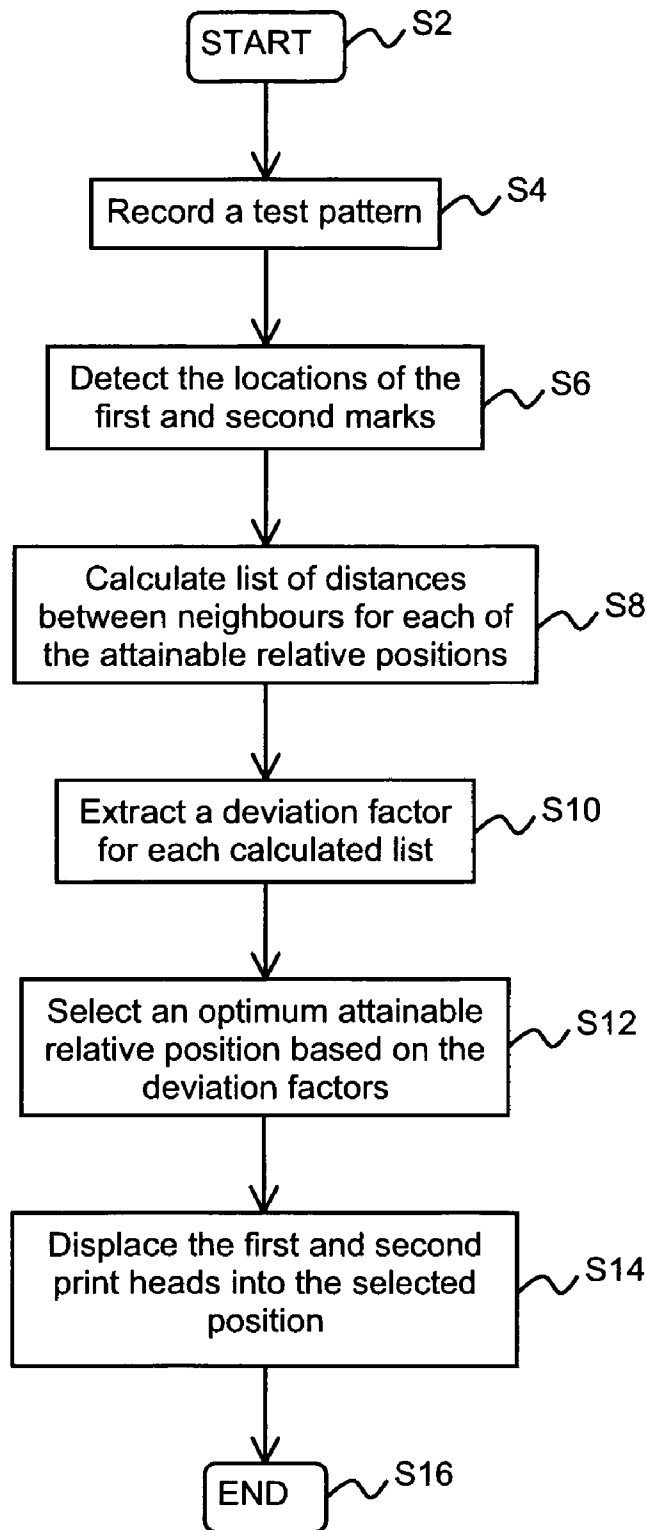 START
S2
Record a test pattern
S4
Detect the locations of the
first and second marks
S6
Calculate list of distances
between neighbours for each of
the attainable relative positions
S8
Extract a deviation factor
for each calculated list
S10
Select an optimum attainable
relative position based on the
deviation factors
S12
Displace the first and second
print heads into the selected
position
S14
END
S16